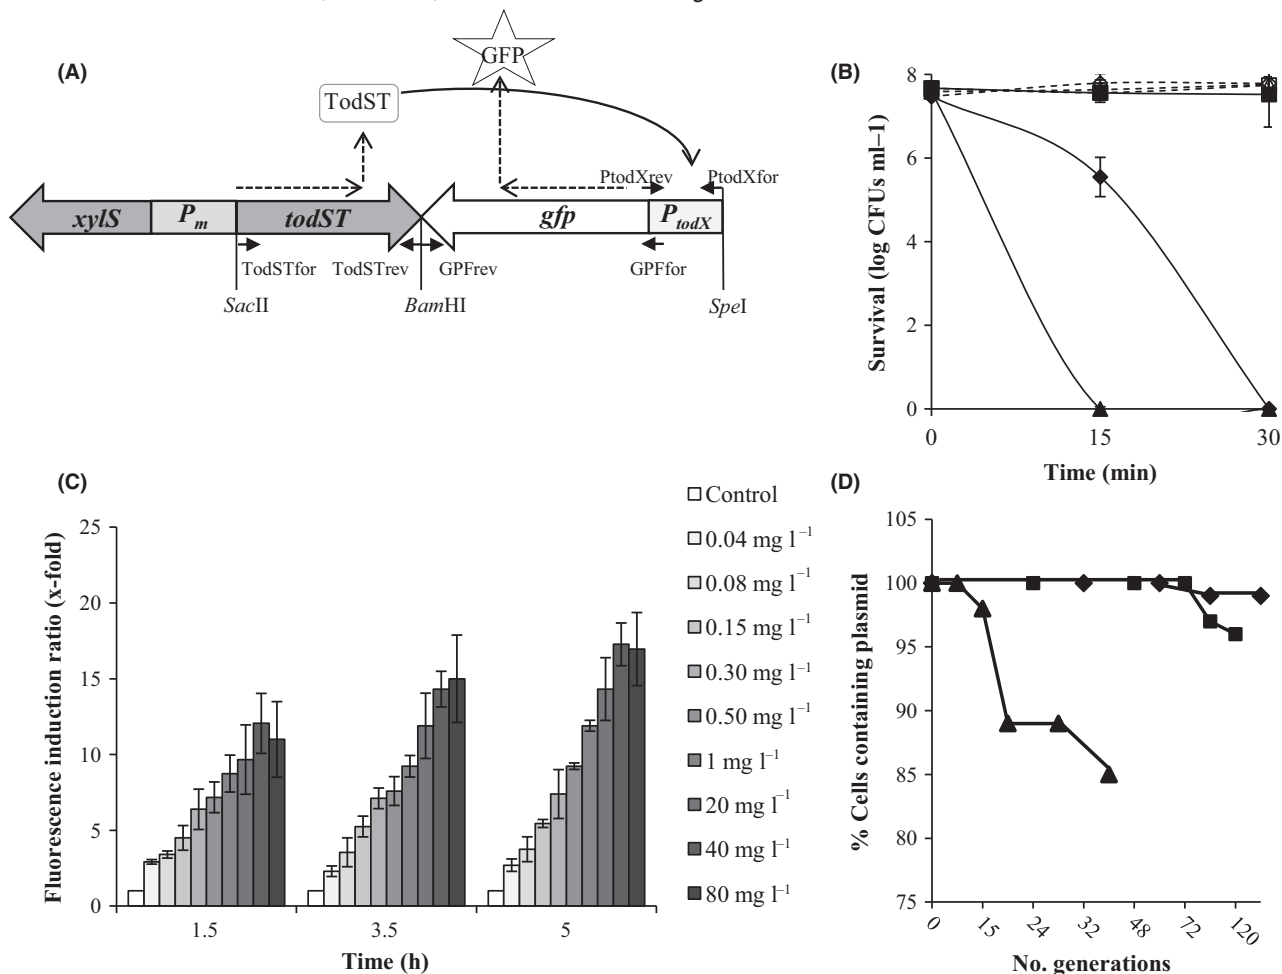 (A)
GFP
TodST
PtodXrev
PtodXfor
xylS
Pm
todST
gfp
PtodX
TodSTfor
TodSTrev
GPFrev
GPFfor
SacII
BamHI
SpeI
(B)
Survival (log CFUs ml–1)
8
6
4
2
0
0
15
30
Time (min)
(C)
Fluorescence induction ratio (x-fold)
25
20
15
10
5
0
1.5
3.5
5
Time (h)
Control
0.04 mg l−1
0.08 mg l−1
0.15 mg l−1
0.30 mg l−1
0.50 mg l−1
1 mg l−1
20 mg l−1
40 mg l−1
80 mg l−1
(D)
% Cells containing plasmid
105
100
95
90
85
80
75
0
15
24
32
48
72
120
No. generations